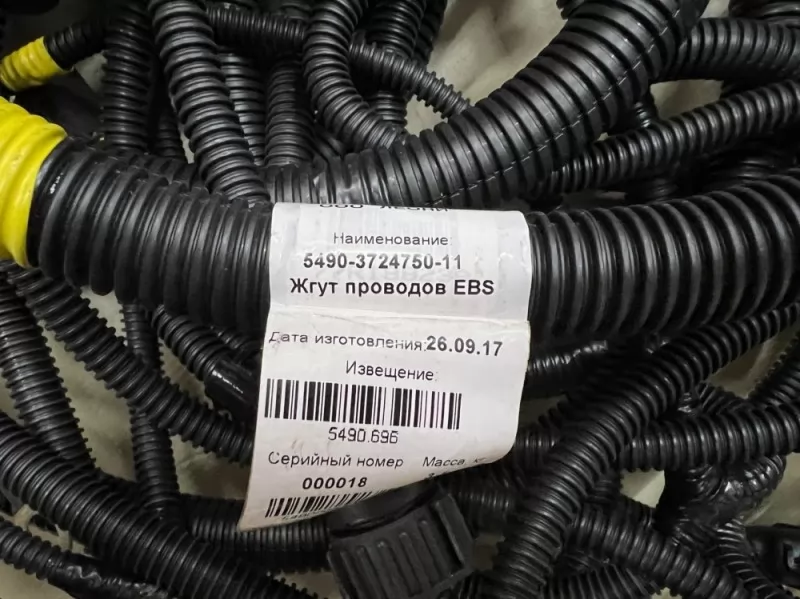 Наименование:
5490-3724750-11
Жгут проводов EBS
Дата изготовления: 26.09.17
Извещение:
5490.696
Серийный номер Масса
000018